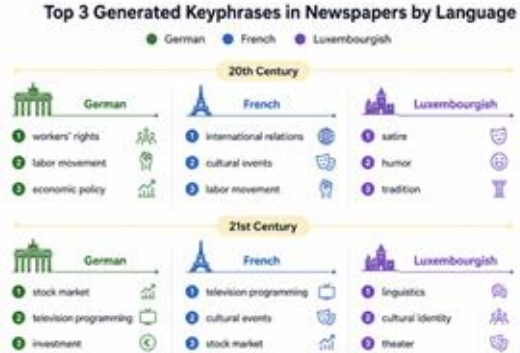 Top 3 Generated Keyphrases in Newspapers by Language
German French Luxembourgish
20th Century
German French Luxembourgish
1 workers' rights 1 international relations 1 satire
2 labor movement 2 cultural events 2 humor
3 economic policy 3 labor movement 3 tradition
21st Century
German French Luxembourgish
1 stock market 1 television programming 1 linguistics
2 television programming 2 cultural events 2 cultural identity
3 investment € 3 stock market 3 theater